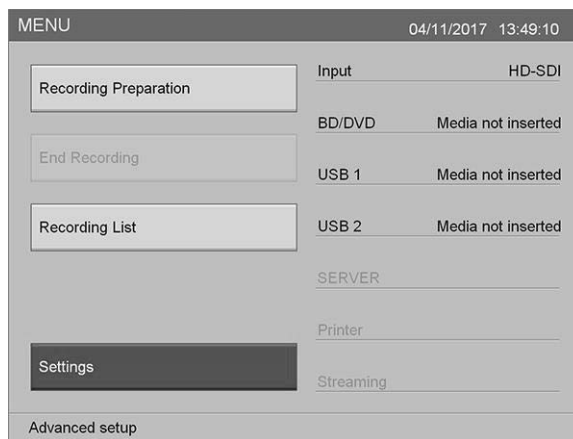 MENU 04/11/2017 13:49:10
Recording Preparation
End Recording
Recording List
Settings
Input HD-SDI
BD/DVD Media not inserted
USB 1 Media not inserted
USB 2 Media not inserted
SERVER
Printer
Streaming
Advanced setup